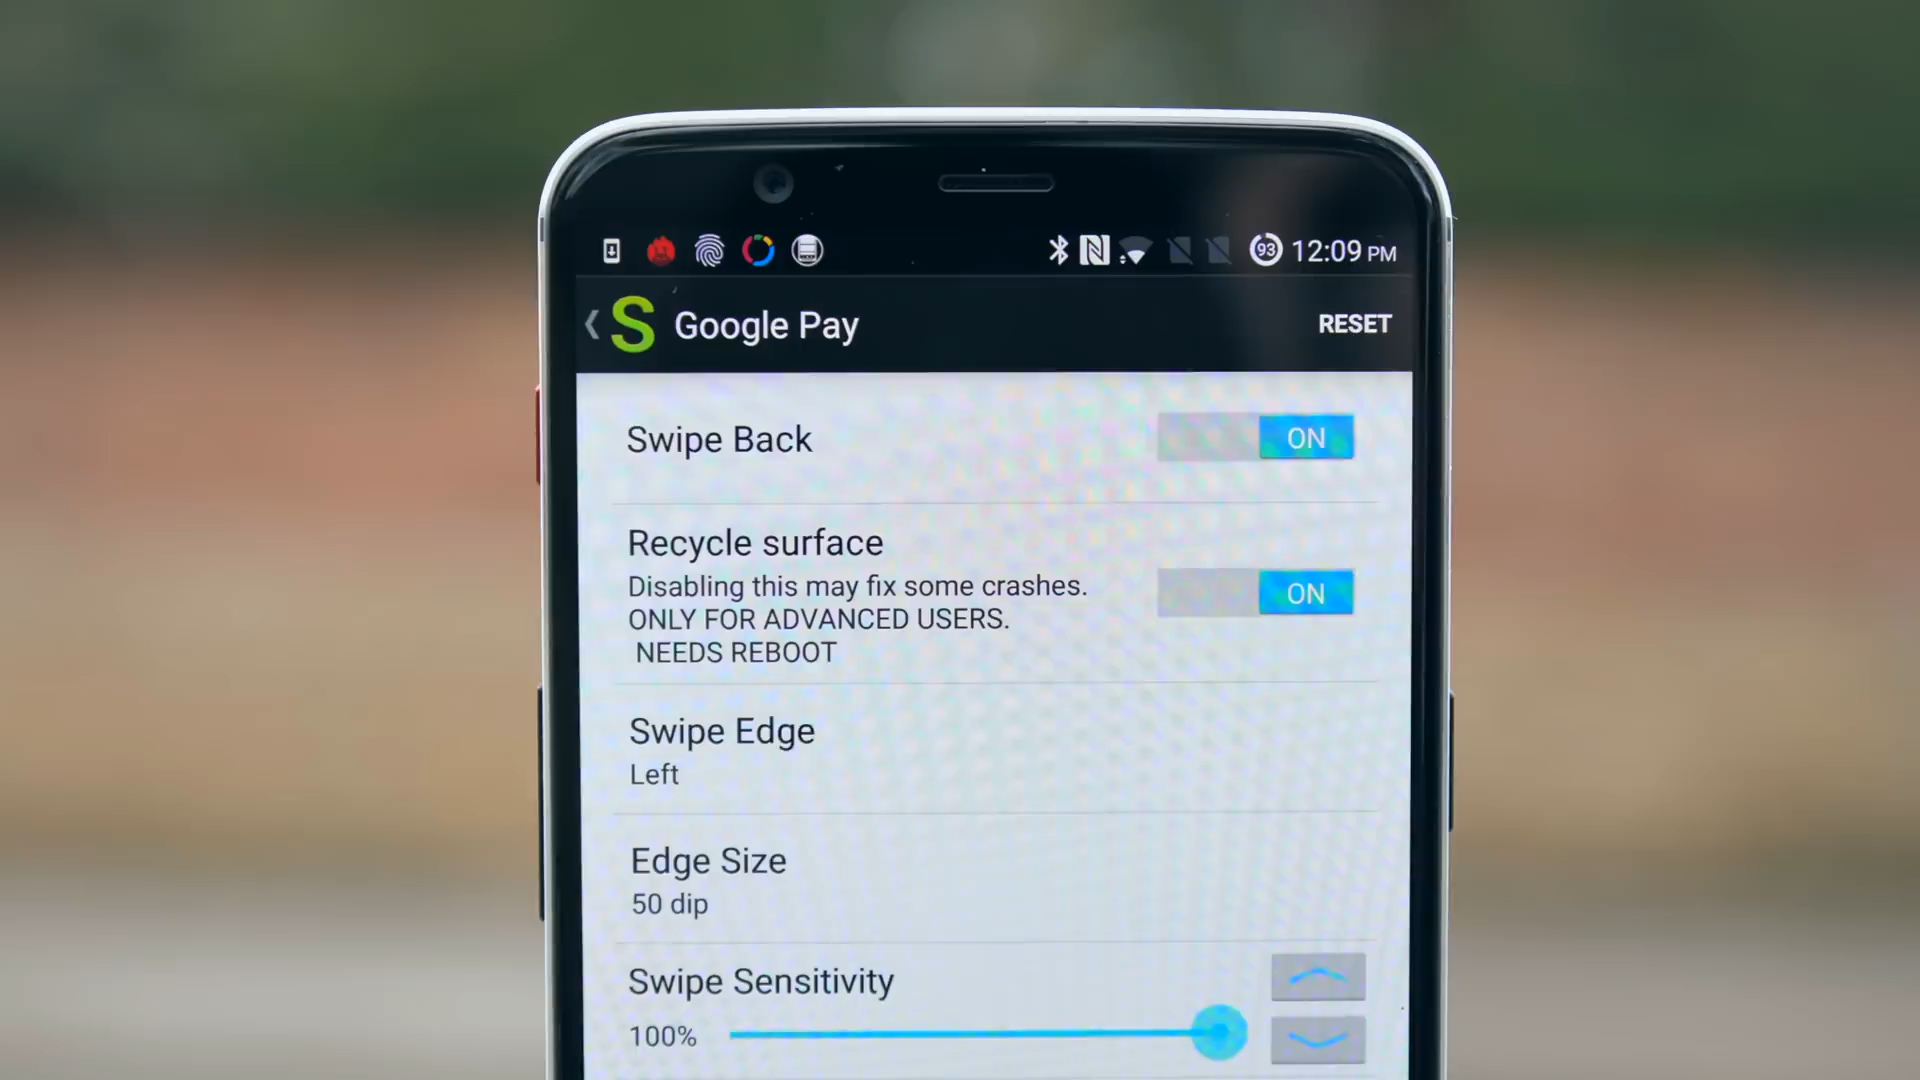 93 12:09 PM
S Google Pay RESET
Swipe Back ON
Recycle surface
Disabling this may fix some crashes.
ONLY FOR ADVANCED USERS.
NEEDS REBOOT
ON
Swipe Edge
Left
Edge Size
50 dip
Swipe Sensitivity
100%